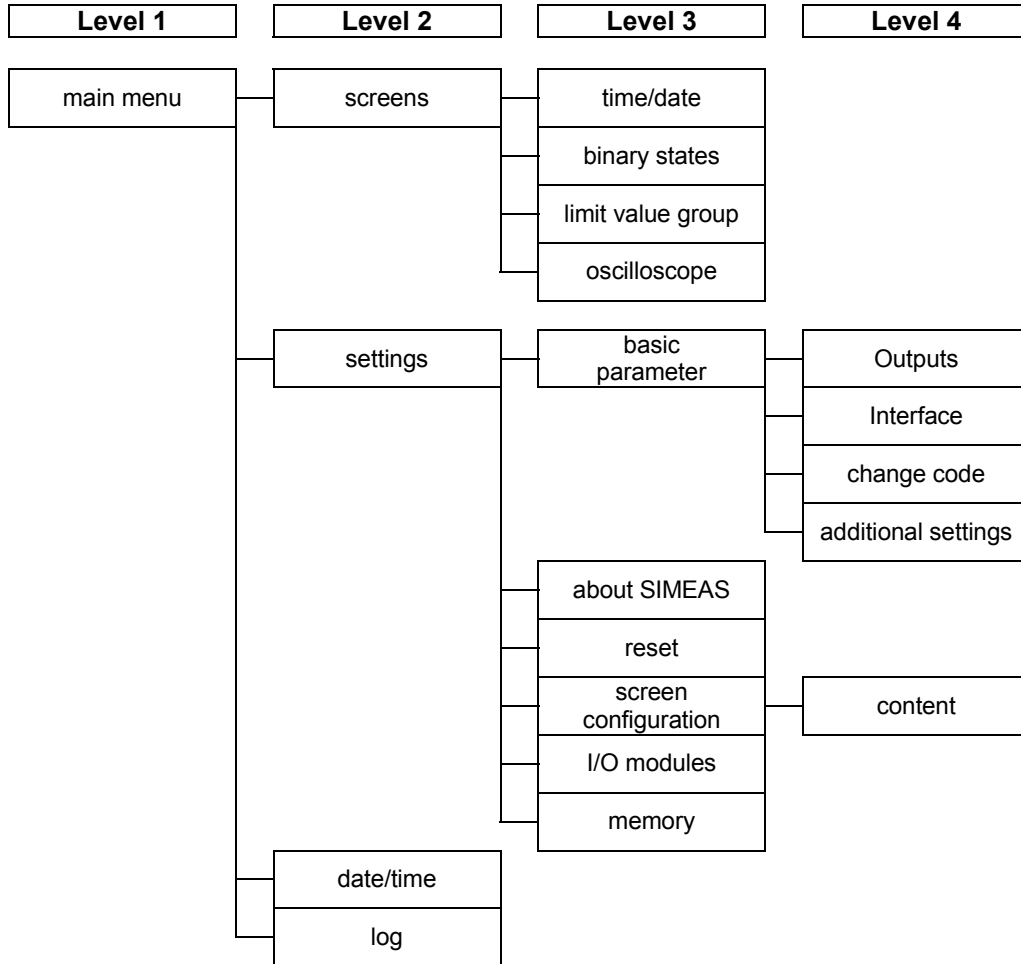 Level 1
Level 2
Level 3
Level 4
main menu
screens
time/date
binary states
limit value group
oscilloscope
settings
basic
parameter
Outputs
Interface
change code
additional settings
about SIMEAS
reset
screen
configuration
content
I/O modules
memory
date/time
log